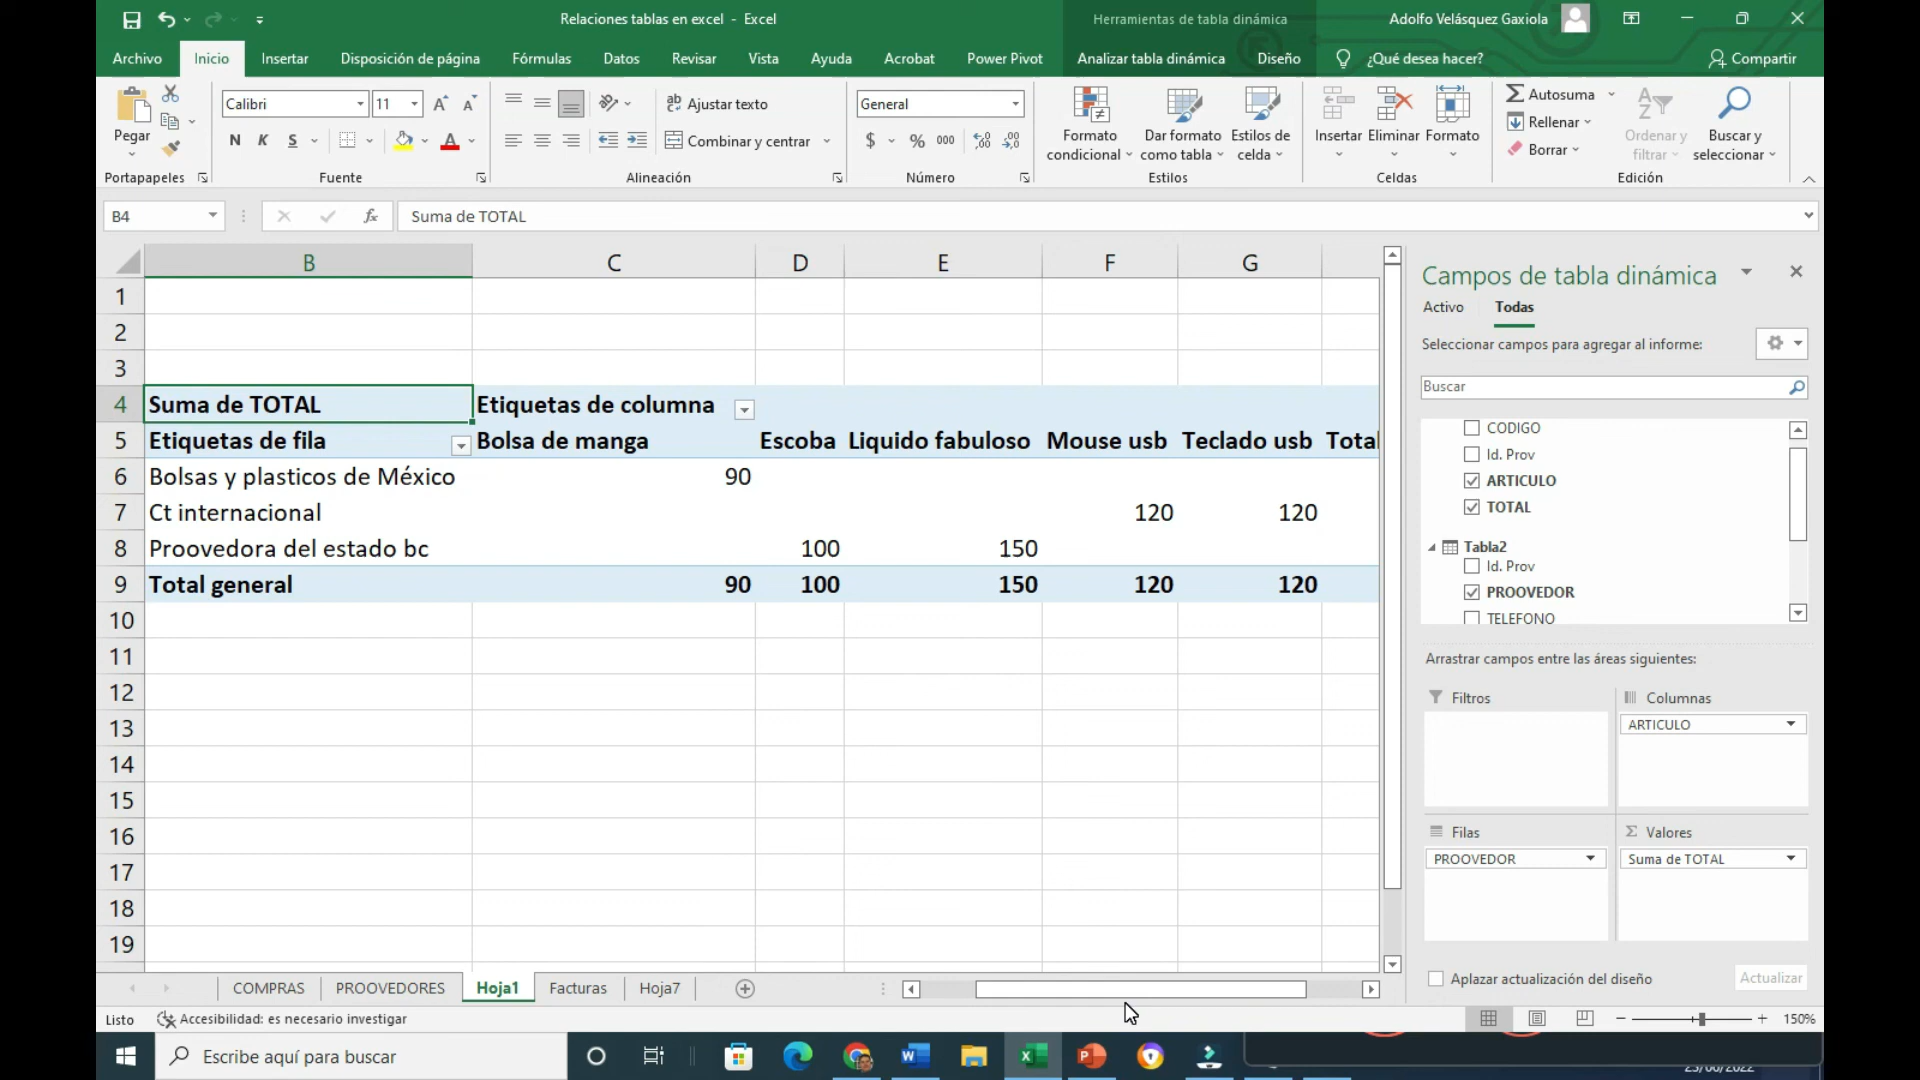 Relaciones tablas en excel - Excel
Herramientas de tabla dinámica
Adolfo Velásquez Gaxiola
Archivo Inicio Insertar Disposición de página Fórmulas Datos Revisar Vista Ayuda Acrobat Power Pivot Analizar tabla dinámica Diseño ¿Qué desea hacer? Compartir
Pegar
Calibri 11
N K S
Ajustar texto
Combinar y centrar
General
$ % 000
Formato condicional
Dar formato como tabla
Estilos de celda
Insertar Eliminar Formato
Autosuma
Rellenar
Borrar
Ordenar y filtrar
Buscar y seleccionar
Portapapeles Fuente Alineación Número Estilos Celdas Edición
B4 fx Suma de TOTAL
B C D E F G
1
2
3
4 Suma de TOTAL Etiquetas de columna
5 Etiquetas de fila Bolsa de manga Escoba Liquido fabuloso Mouse usb Teclado usb Total
6 Bolsas y plasticos de México 90
7 Ct internacional 120 120
8 Proovedora del estado bc 100 150
9 Total general 90 100 150 120 120
10
11
12
13
14
15
16
17
18
19
Campos de tabla dinámica
Activo Todas
Seleccionar campos para agregar al informe:
Buscar
CODIGO
Id. Prov
ARTICULO
TOTAL
Tabla2
Id. Prov
PROOVEDOR
TELEFONO
Arrastrar campos entre las áreas siguientes:
Filtros Columnas
ARTICULO
Filas Valores
PROOVEDOR Suma de TOTAL
Aplazar actualización del diseño Actualizar
COMPRAS PROOVEDORES Hoja1 Facturas Hoja7
Listo Accesibilidad: es necesario investigar 150%
Escribe aquí para buscar